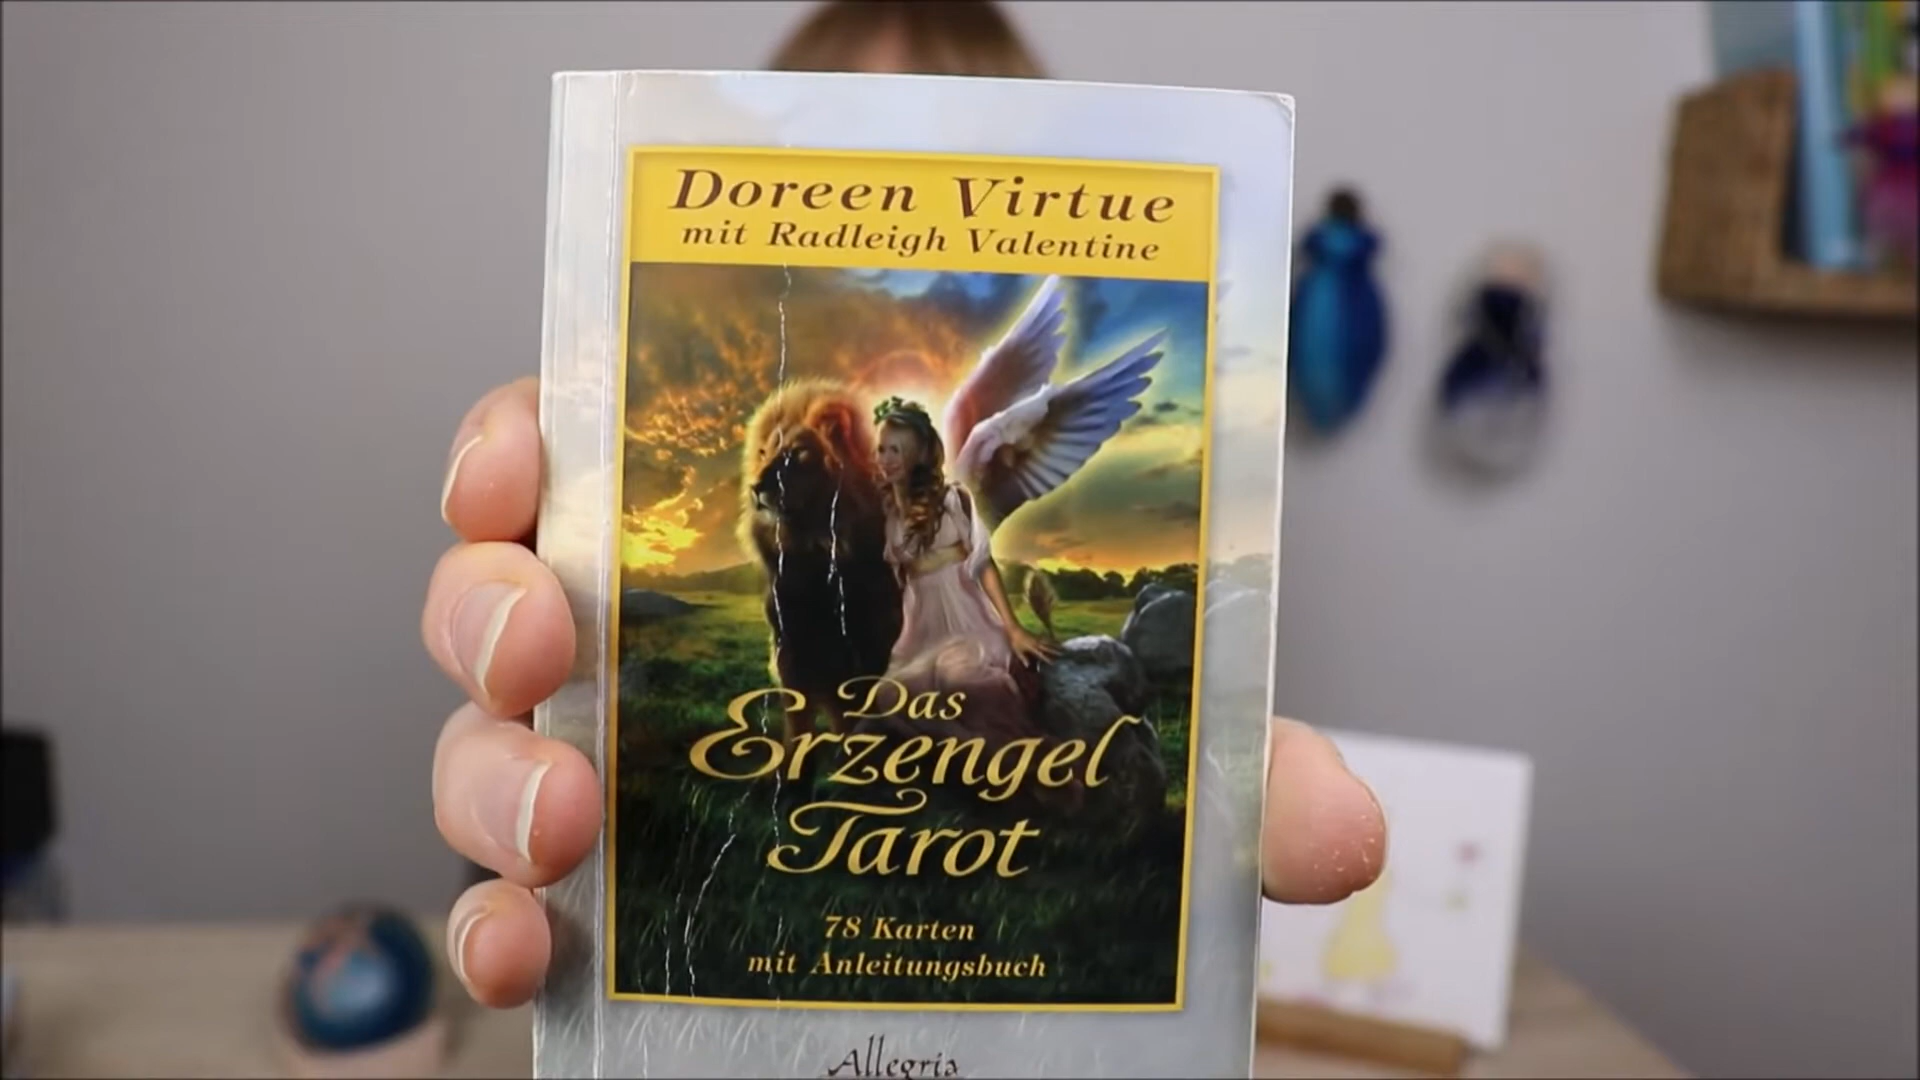 Doreen Virtue
mit Radleigh Valentine
Das
Erzengel
Tarot
78 Karten
mit Anleitungsbuch
Allegria